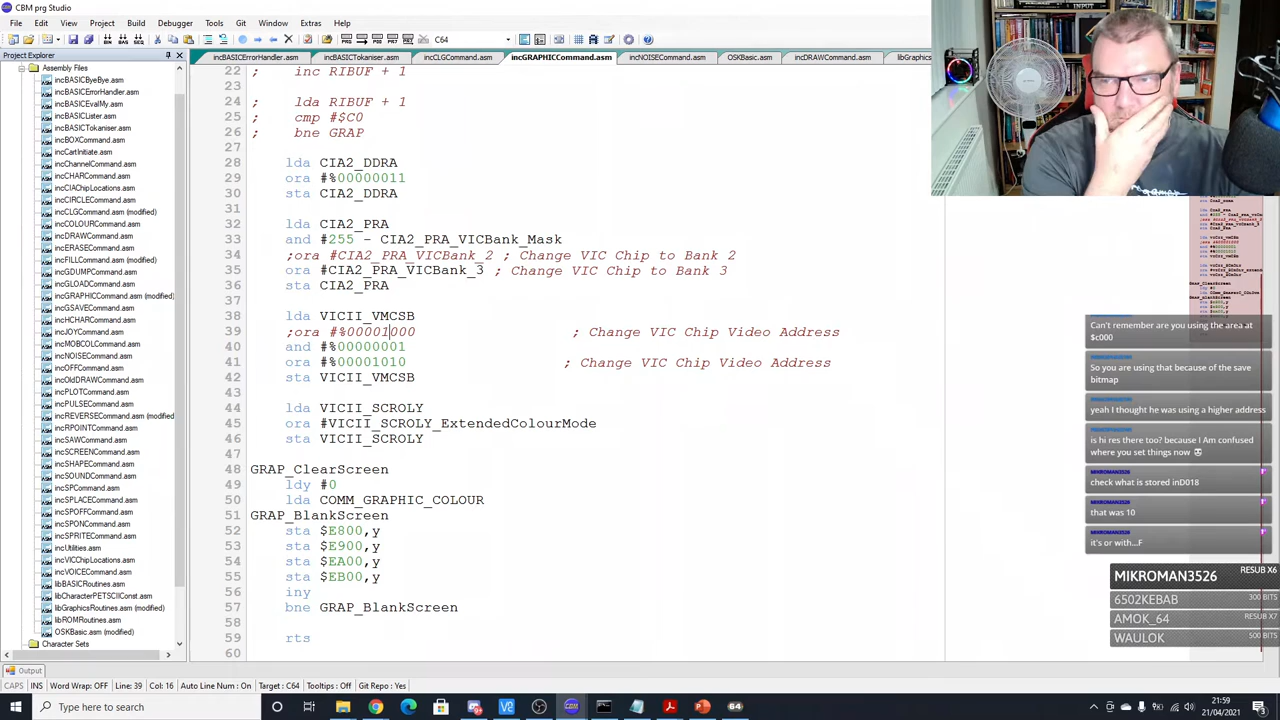 CBM prg Studio
File Edit View Project Build Debugger Tools Git Window Extras Help
C64
Project Explorer
incBASICErrorHandler.asm incBASICTokaniser.asm incCLGCommand.asm incGRAPHICCommand.asm incNOISECommand.asm OSKBasic.asm incDRAWCommand.asm libGraphics
Assembly Files
incBASICByeBye.asm
incBASICErrorHandler.asm
incBASICEvalMy.asm
incBASICLister.asm
incBASICTokaniser.asm
incBOXCommand.asm
incCartInitiate.asm
incChannelCommand.asm
incCHARCommand.asm
incCIAChipLocations.asm
incCIRCLECommand.asm
incCLGCommand.asm (modified)
incCOLOURCommand.asm
incDRAWCommand.asm
incERASECommand.asm
incFILLCommand.asm (modified)
incGDUMPCommand.asm
incGLOADCommand.asm
incGRAPHICCommand.asm (modified)
incGSAVECommand.asm
incHCHARCommand.asm
incJOYCommand.asm
incMOBCOLCommand.asm
incNOISECommand.asm
incOFFCommand.asm
incOldDRAWCommand.asm
incPLOTCommand.asm
incPULSECommand.asm
incREVERSECommand.asm (modified)
incRPOINTCommand.asm
incSAWCommand.asm
incSCREENCommand.asm
incSHAPECommand.asm
incSOUNDCommand.asm
incSPCommand.asm
incSPLACECommand.asm
incSPOFFCommand.asm
incSPONCommand.asm
incSPRITECommand.asm
incUtilities.asm
incVICChipLocations.asm
incVOICECommand.asm
libBASICRoutines.asm
libCharacterPETSCIIConst.asm
libGraphicsRoutines.asm (modified)
libROMRoutines.asm
OSKBasic.asm (modified)
Character Sets
22 ; inc RIBUF + 1
23
24 ; lda RIBUF + 1
25 ; cmp #$C0
26 ; bne GRAP
27
28 lda CIA2_DDRA
29 ora #%00000011
30 sta CIA2_DDRA
31
32 lda CIA2_PRA
33 and #255 - CIA2_PRA_VICBank_Mask
34 ;ora #CIA2_PRA_VICBank_2 ; Change VIC Chip to Bank 2
35 ora #CIA2_PRA_VICBank_3 ; Change VIC Chip to Bank 3
36 sta CIA2_PRA
37
38 lda VICII_VMCSB
39 ;ora #%00001000 ; Change VIC Chip Video Address
40 and #%00000001
41 ora #%00001010 ; Change VIC Chip Video Address
42 sta VICII_VMCSB
43
44 lda VICII_SCROLY
45 ora #VICII_SCROLY_ExtendedColourMode
46 sta VICII_SCROLY
47
48 GRAP_ClearScreen
49 ldy #0
50 lda COMM_GRAPHIC_COLOUR
51 GRAP_BlankScreen
52 sta $E800,y
53 sta $E900,y
54 sta $EA00,y
55 sta $EB00,y
56 iny
57 bne GRAP_BlankScreen
58
59 rts
60
Can't remember are you using the area at
$c000
So you are using that because of the save
bitmap
yeah I thought he was using a higher address
is hi res there too? because I Am confused
where you set things now
MIKROMAN3526
check what is stored inD018
MIKROMAN3526
that was 10
MIKROMAN3526
it's or with...F
MIKROMAN3526 RESUB X6
6502KEBAB 300 BITS
AMOK_64 RESUB X7
WAULOK 500 BITS
Output
CAPS INS Word Wrap: OFF Line: 39 Col: 16 Auto Line Num : On Target : C64 Tooltips : Off Git Repo : Yes
Type here to search
21:59
21/04/2021